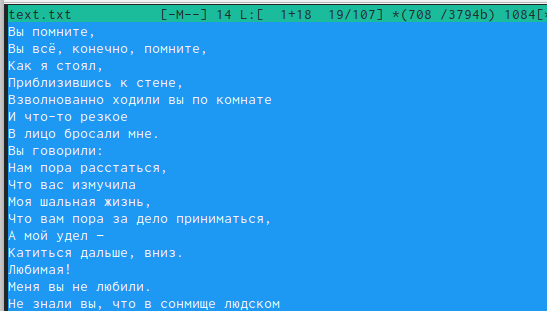 text.txt [-M--] 14 L:[ 1+18 19/107] *(708 /3794b) 1084[*
Вы помните,
Вы всё, конечно, помните,
Как я стоял,
Приблизившись к стене,
Взволнованно ходили вы по комнате
И что-то резкое
В лицо бросали мне.
Вы говорили:
Нам пора расстаться,
Что вас измучила
Моя шальная жизнь,
Что вам пора за дело приниматься,
А мой удел –
Катиться дальше, вниз.
Любимая!
Меня вы не любили.
Не знали вы, что в сонмище людском